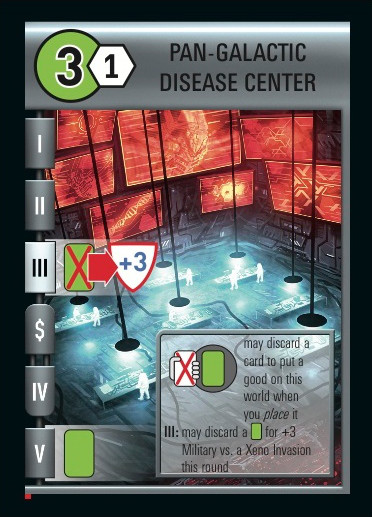 3
1
PAN-GALACTIC
DISEASE CENTER
I
II
III
+3
$
IV
V
may discard a
card to put a
good on this
world when
you place it
III: may discard a for +3
Military vs. a Xeno Invasion
this round